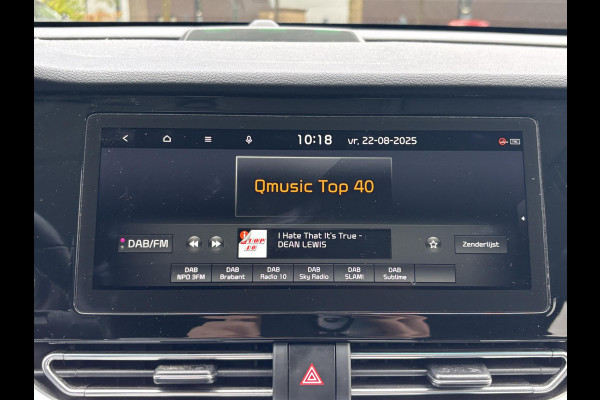 10:18 vr, 22-08-2025
Qmusic Top 40
DAB/FM
I Hate That It's True -
DEAN LEWIS
Zenderlijst
DAB
NPO 3FM
DAB
Brabant
DAB
Radio 10
DAB
Sky Radio
DAB
SLAM!
DAB
Sublime